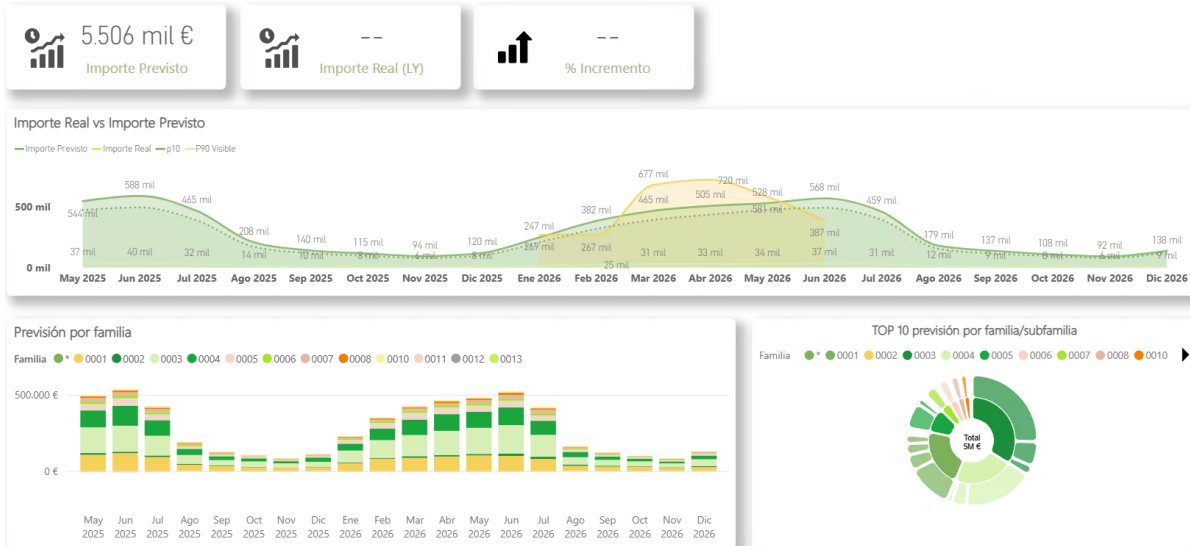 5.506 mil €
Importe Previsto
--
Importe Real (LY)
--
% Incremento
Importe Real vs Importe Previsto
Importe Previsto Importe Real p10 P90 Visible
500 mil
0 mil
544 mil 588 mil 465 mil 208 mil 140 mil 115 mil 94 mil 120 mil 247 mil 382 mil 465 mil 505 mil 528 mil 568 mil 459 mil 179 mil 137 mil 108 mil 92 mil 138 mil
269 mil 267 mil 677 mil 720 mil 581 mil 387 mil
37 mil 40 mil 32 mil 14 mil 10 mil 8 mil 6 mil 8 mil 25 mil 31 mil 33 mil 34 mil 37 mil 31 mil 12 mil 9 mil 6 mil 9 mil
May 2025 Jun 2025 Jul 2025 Ago 2025 Sep 2025 Oct 2025 Nov 2025 Dic 2025 Ene 2026 Feb 2026 Mar 2026 Abr 2026 May 2026 Jun 2026 Jul 2026 Ago 2026 Sep 2026 Oct 2026 Nov 2026 Dic 2026
Previsión por familia
Familia * 0001 0002 0003 0004 0005 0006 0007 0008 0010 0011 0012 0013
500.000 €
0 €
May Jun Jul Ago Sep Oct Nov Dic Ene Feb Mar Abr May Jun Jul Ago Sep Oct Nov Dic
2025 2025 2025 2025 2025 2025 2025 2025 2026 2026 2026 2026 2026 2026 2026 2026 2026 2026 2026 2026
TOP 10 previsión por familia/subfamilia
Familia * 0001 0002 0003 0004 0005 0006 0007 0008 0010
Total
5M €